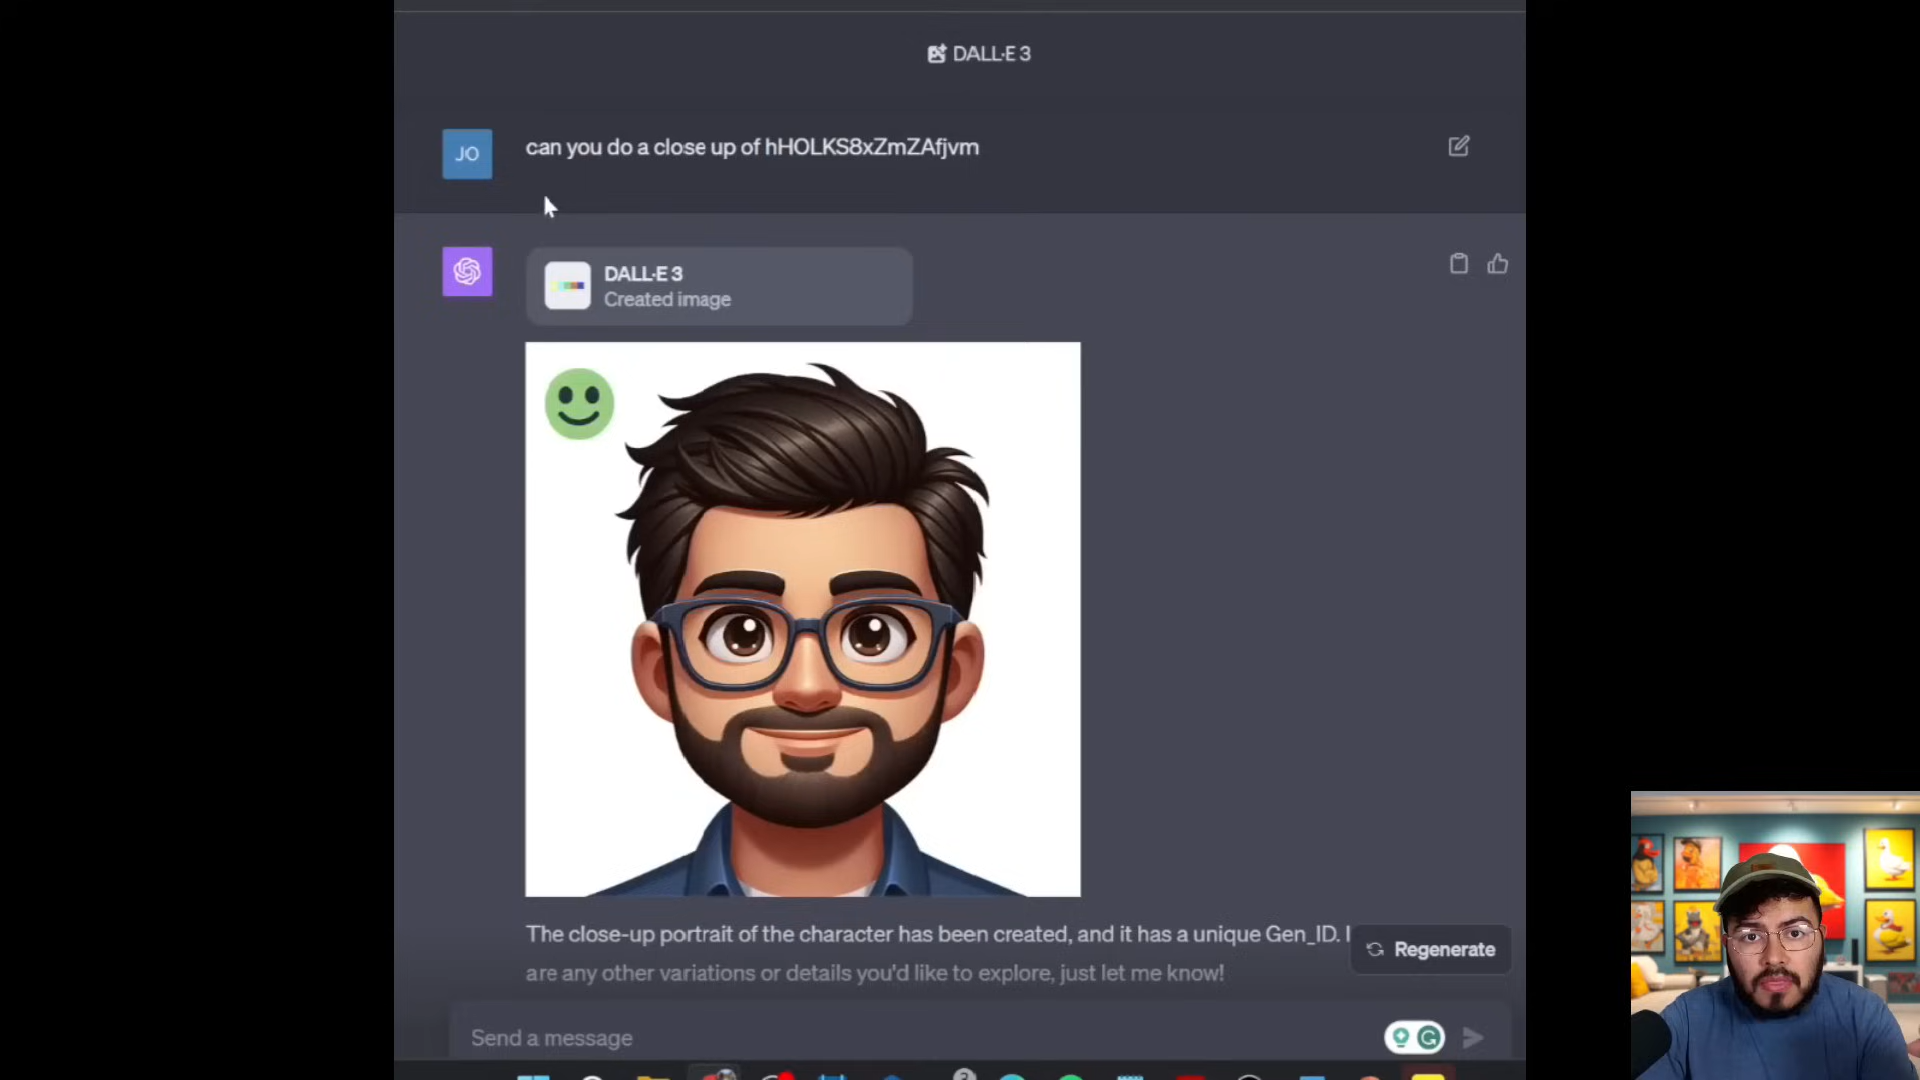 DALL·E 3
JO
can you do a close up of hHOLKS8xZmZAfjvm
DALL·E 3
Created image
The close-up portrait of the character has been created, and it has a unique Gen_ID. I
are any other variations or details you'd like to explore, just let me know!
Regenerate
Send a message